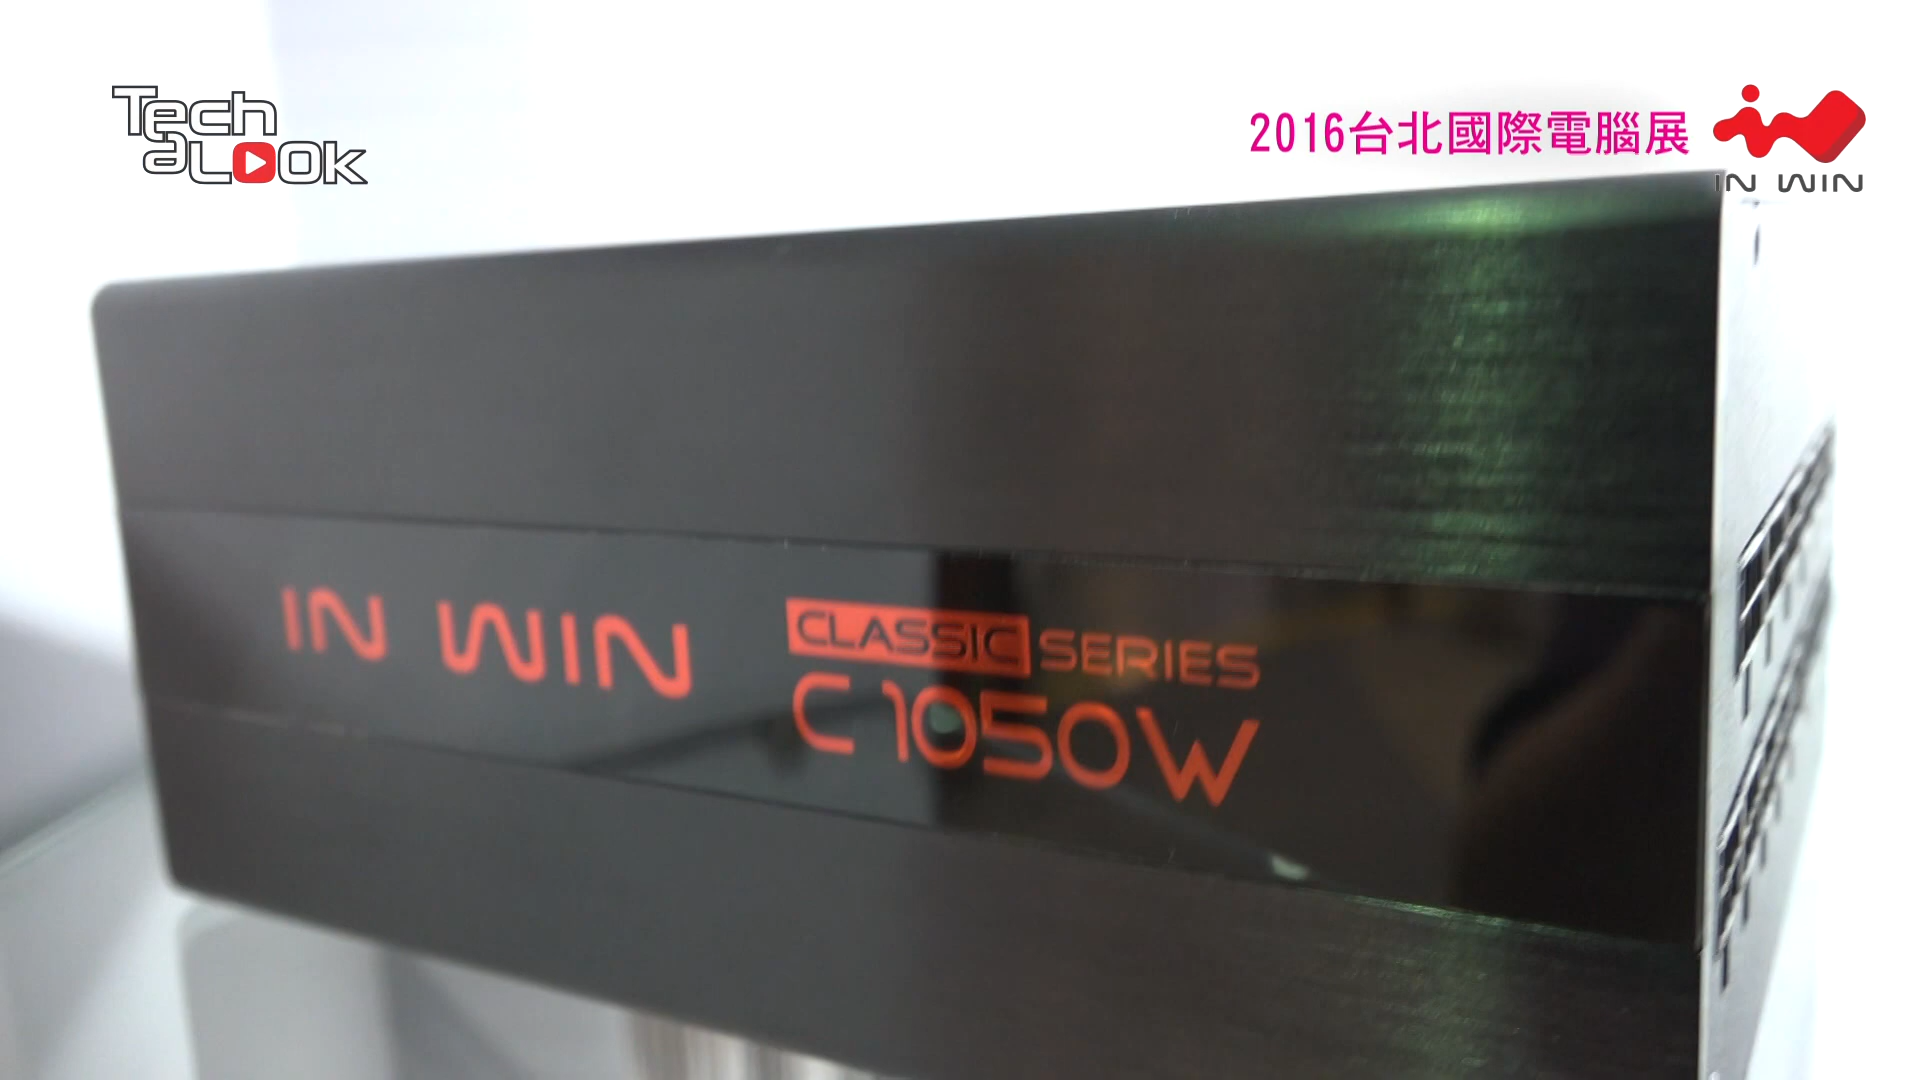 Tech
a Look
2016台北國際電腦展
IN WIN
IN WIN
CLASSIC SERIES
C1050W